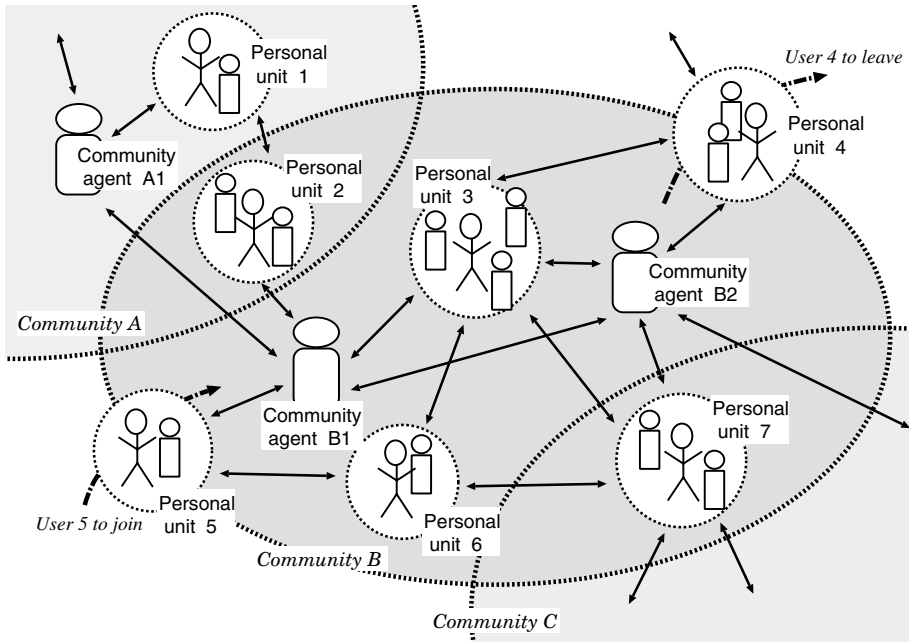 Personal
unit 1
User 4 to leave
Community
agent A1
Personal
unit 2
Personal
unit 3
Personal
unit 4
Community
agent B2
Community A
Community
agent B1
Personal
unit 7
Personal
unit 5
User 5 to join
Personal
unit 6
Community B
Community C